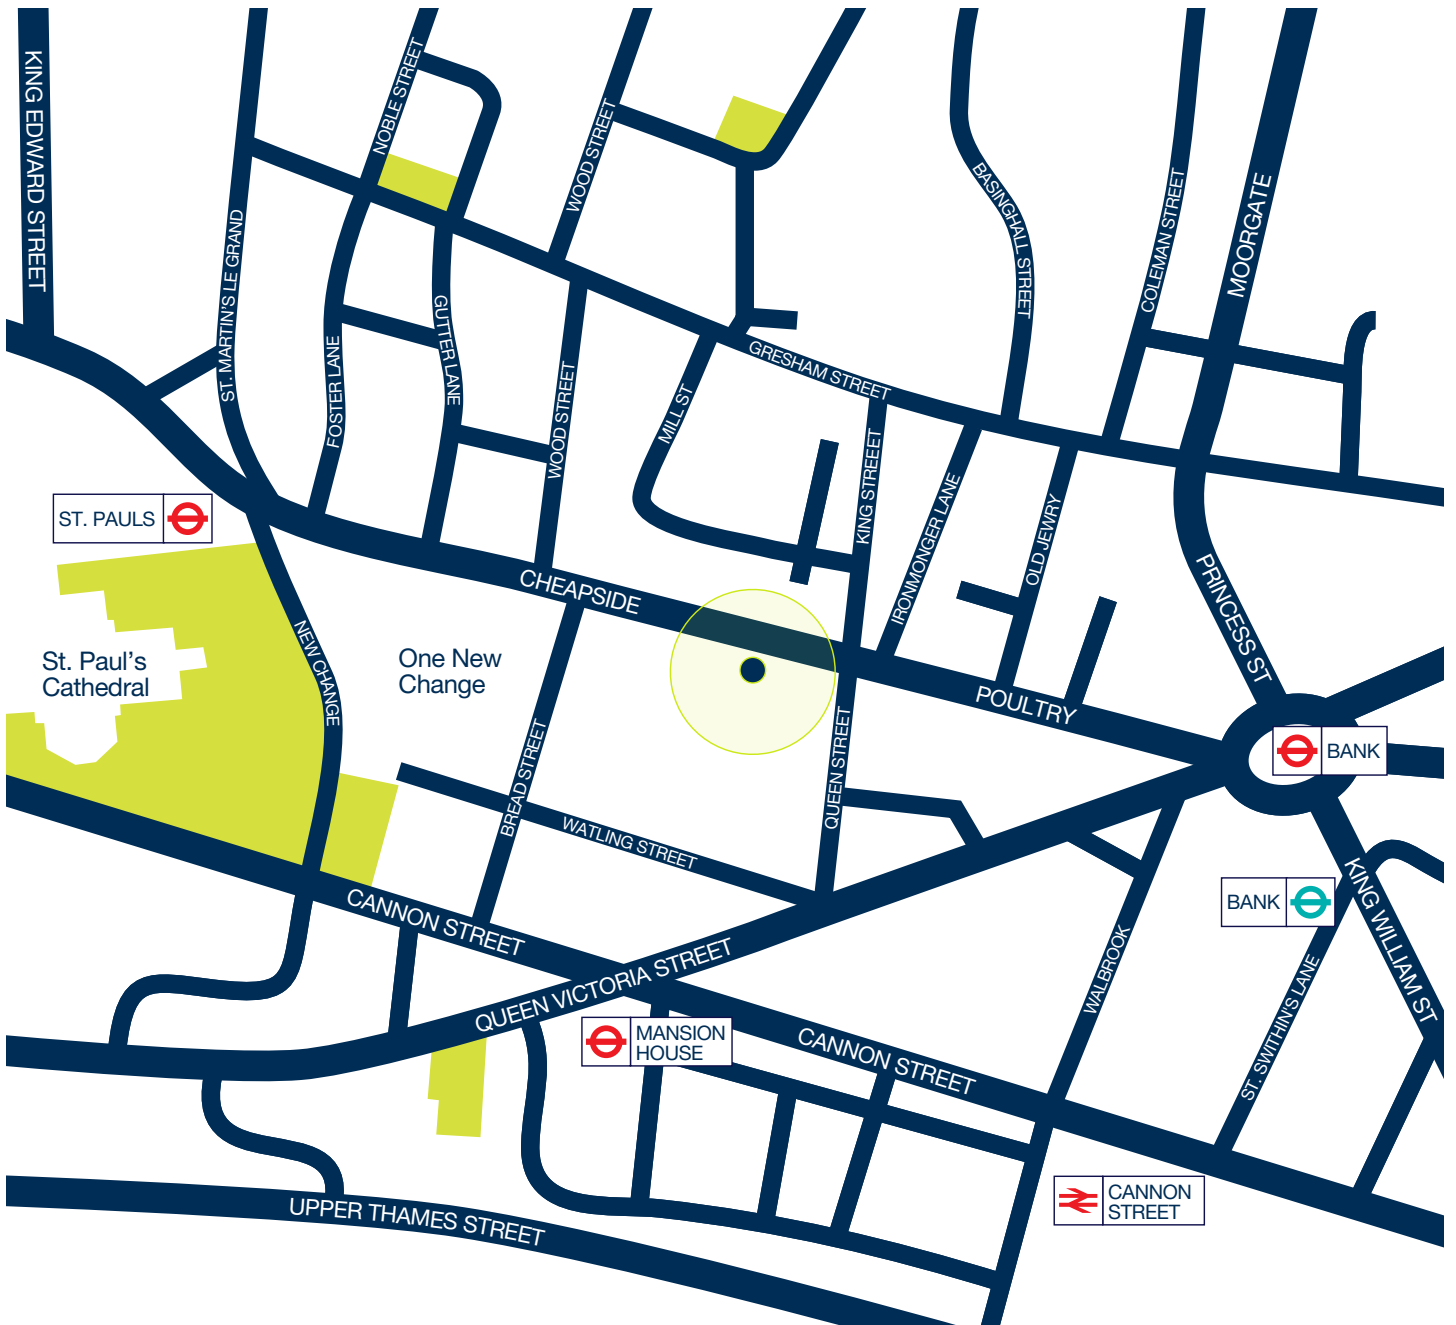 KING EDWARD STREET
ST. MARTIN'S LE GRAND
NOBLE STREET
WOOD STREET
BASINGHALL STREET
COLEMAN STREET
MOORGATE
FOSTER LANE
GUTTER LANE
WOOD STREET
MILL ST
GRESHAM STREET
KING STREEET
IRONMONGER LANE
OLD JEWRY
PRINCESS ST
ST. PAULS
CHEAPSIDE
POULTRY
NEW CHANGE
St. Paul's
Cathedral
One New
Change
BREAD STREET
WATLING STREET
QUEEN STREET
BANK
BANK
KING WILLIAM ST
CANNON STREET
QUEEN VICTORIA STREET
WALBROOK
ST. SWITHIN'S LANE
MANSION
HOUSE
CANNON STREET
CANNON
STREET
UPPER THAMES STREET